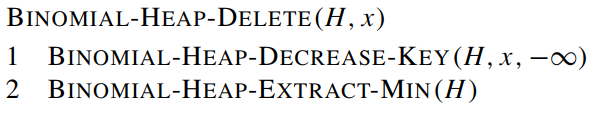 BINOMIAL-HEAP-DELETE(H, x)
1 BINOMIAL-HEAP-DECREASE-KEY(H, x, −∞)
2 BINOMIAL-HEAP-EXTRACT-MIN(H)